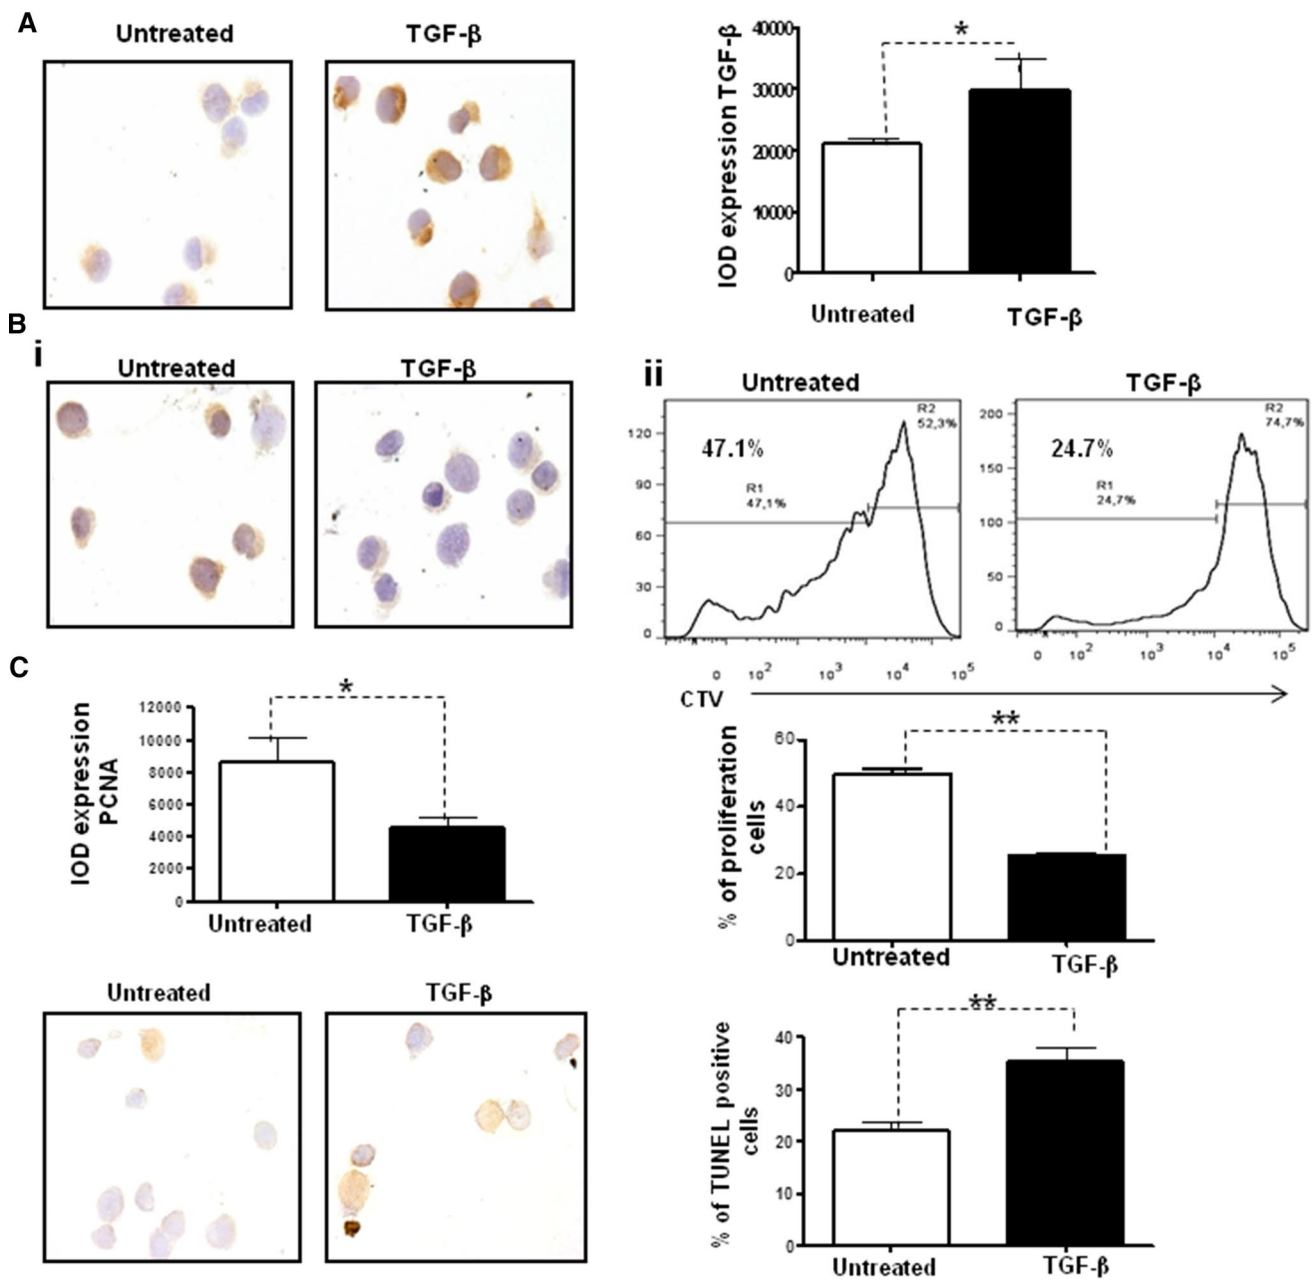 A
Untreated
TGF-β
IOD expression TGF-β
40000
30000
20000
10000
0
*
Untreated
TGF-β
B
i
Untreated
TGF-β
ii
Untreated
TGF-β
120
90
60
30
0
47.1%
R1
47,1%
R2
52,3%
0
10²
10³
10⁴
10⁵
200
150
100
50
0
24.7%
R1
24,7%
R2
74,7%
0
10²
10³
10⁴
10⁵
CTV
C
IOD expression
PCNA
12000
10000
8000
6000
4000
2000
0
*
Untreated
TGF-β
% of proliferation
cells
60
40
20
0
**
Untreated
TGF-β
Untreated
TGF-β
% of TUNEL positive
cells
40
30
20
10
0
**
Untreated
TGF-β